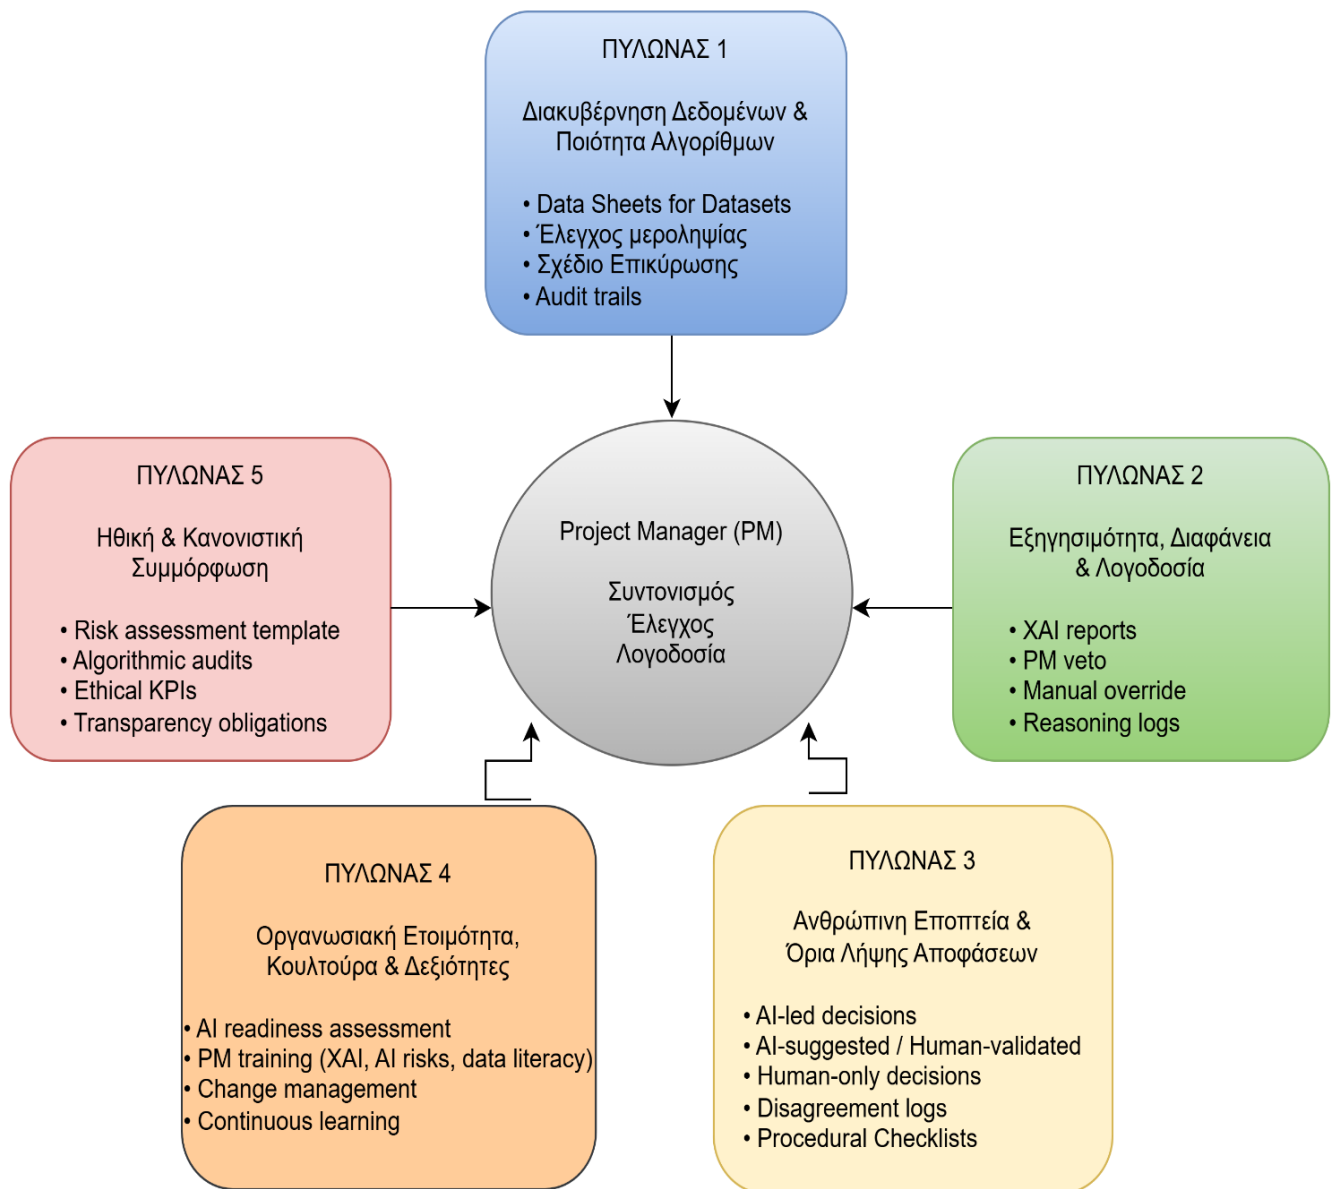 ΠΥΛΩΝΑΣ 1
Διακυβέρνηση Δεδομένων &
Ποιότητα Αλγορίθμων
• Data Sheets for Datasets
• Έλεγχος μεροληψίας
• Σχέδιο Επικύρωσης
• Audit trails
ΠΥΛΩΝΑΣ 5
Ηθική & Κανονιστική
Συμμόρφωση
• Risk assessment template
• Algorithmic audits
• Ethical KPIs
• Transparency obligations
Project Manager (PM)
Συντονισμός
Έλεγχος
Λογοδοσία
ΠΥΛΩΝΑΣ 2
Εξηγησιμότητα, Διαφάνεια
& Λογοδοσία
• XAI reports
• PM veto
• Manual override
• Reasoning logs
ΠΥΛΩΝΑΣ 4
Οργανωσιακή Ετοιμότητα,
Κουλτούρα & Δεξιότητες
• AI readiness assessment
• PM training (XAI, AI risks, data literacy)
• Change management
• Continuous learning
ΠΥΛΩΝΑΣ 3
Ανθρώπινη Εποπτεία &
Όρια Λήψης Αποφάσεων
• AI-led decisions
• AI-suggested / Human-validated
• Human-only decisions
• Disagreement logs
• Procedural Checklists